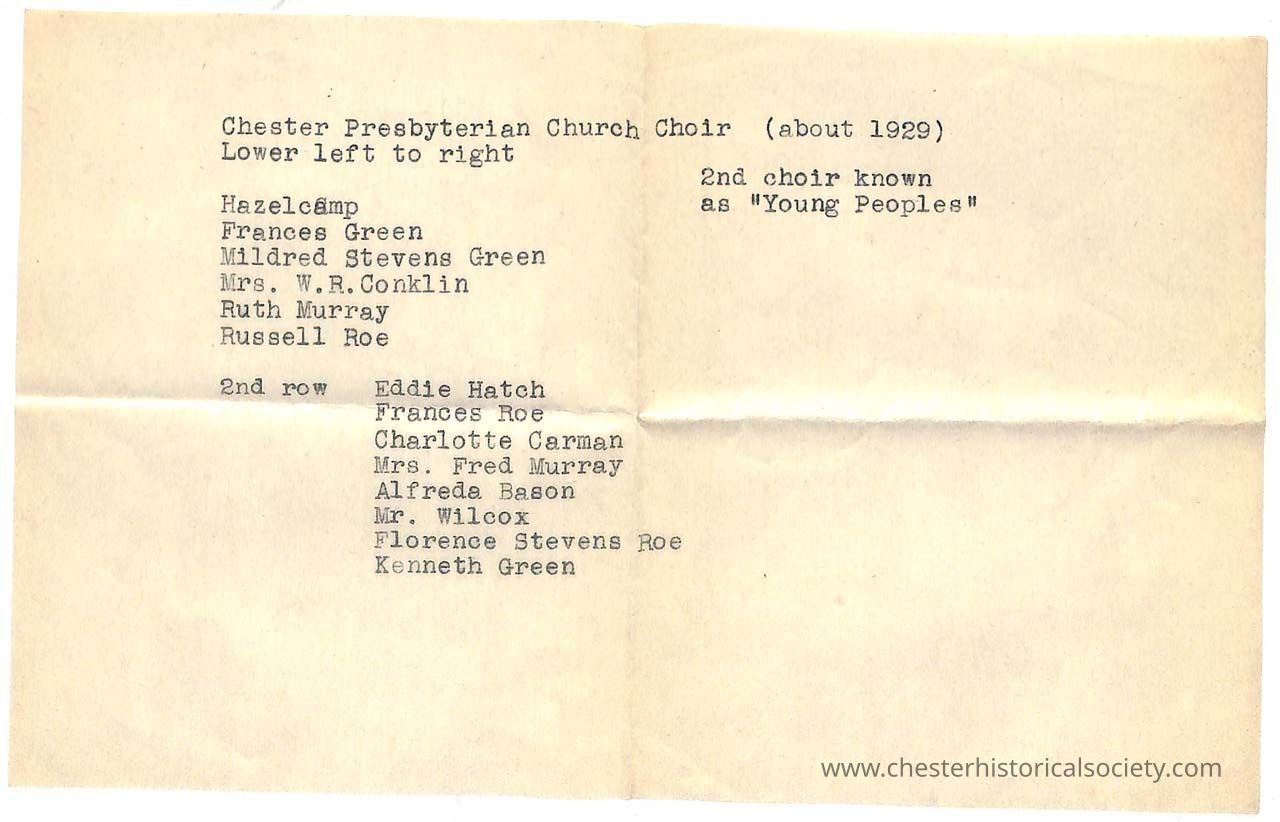 Chester Presbyterian Church Choir (about 1929)
Lower left to right
2nd choir known
as "Young Peoples"
Hazelcamp
Frances Green
Mildred Stevens Green
Mrs. W.R.Conklin
Ruth Murray
Russell Roe
2nd row Eddie Hatch
Frances Roe
Charlotte Carman
Mrs. Fred Murray
Alfreda Bason
Mr. Wilcox
Florence Stevens Roe
Kenneth Green
www.chesterhistoricalsociety.com